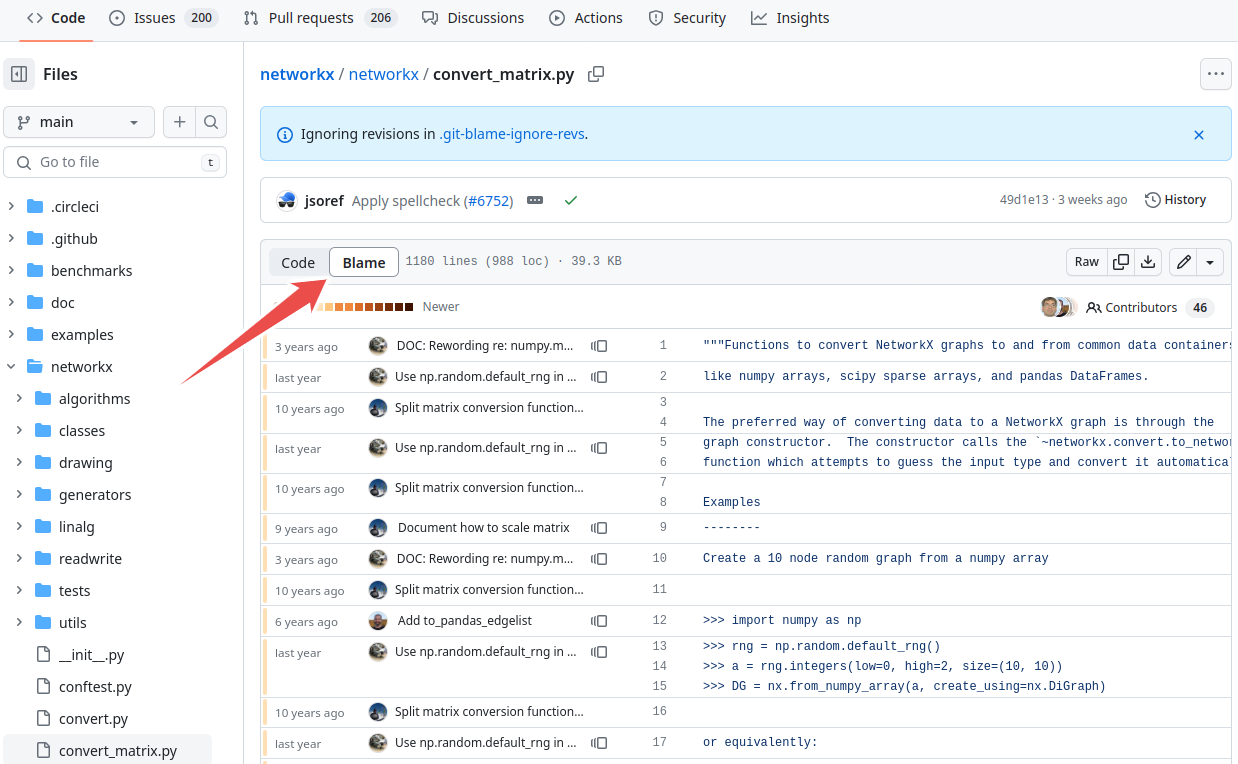 Code Issues 200 Pull requests 206 Discussions Actions Security Insights
Files
main
Go to file t
.circleci
.github
benchmarks
doc
examples
networkx
algorithms
classes
drawing
generators
linalg
readwrite
tests
utils
__init__.py
conftest.py
convert.py
convert_matrix.py
networkx / networkx / convert_matrix.py
Ignoring revisions in .git-blame-ignore-revs.
jsoref Apply spellcheck (#6752) 49d1e13 · 3 weeks ago History
Code Blame 1180 lines (988 loc) · 39.3 KB Raw
Newer Contributors 46
3 years ago DOC: Rewording re: numpy.m... 1 """Functions to convert NetworkX graphs to and from common data containers
last year Use np.random.default_rng in ... 2 like numpy arrays, scipy sparse arrays, and pandas DataFrames.
10 years ago Split matrix conversion function... 3
4 The preferred way of converting data to a NetworkX graph is through the
last year Use np.random.default_rng in ... 5 graph constructor. The constructor calls the `~networkx.convert.to_networ
6 function which attempts to guess the input type and convert it automatical
10 years ago Split matrix conversion function... 7
8 Examples
9 years ago Document how to scale matrix 9 --------
3 years ago DOC: Rewording re: numpy.m... 10 Create a 10 node random graph from a numpy array
10 years ago Split matrix conversion function... 11
6 years ago Add to_pandas_edgelist 12 >>> import numpy as np
last year Use np.random.default_rng in ... 13 >>> rng = np.random.default_rng()
14 >>> a = rng.integers(low=0, high=2, size=(10, 10))
15 >>> DG = nx.from_numpy_array(a, create_using=nx.DiGraph)
10 years ago Split matrix conversion function... 16
last year Use np.random.default_rng in ... 17 or equivalently: